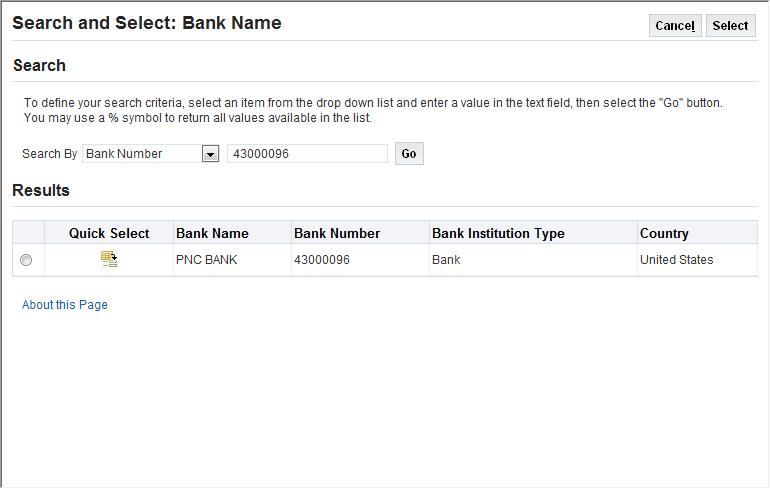 Search and Select: Bank Name
Cancel Select
Search
To define your search criteria, select an item from the drop down list and enter a value in the text field, then select the "Go" button.
You may use a % symbol to return all values available in the list.
Search By Bank Number 43000096 Go
Results
Quick Select Bank Name Bank Number Bank Institution Type Country
PNC BANK 43000096 Bank United States
About this Page